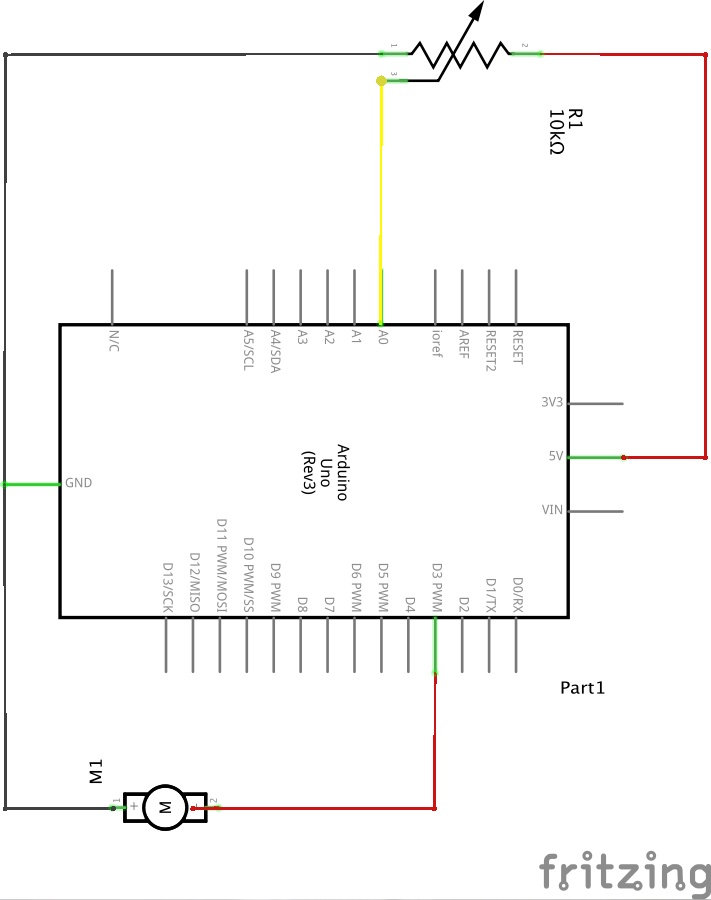 1
2
3
R1
10kΩ
N/C
A5/SCL
A4/SDA
A3
A2
A1
A0
ioref
AREF
RESET2
RESET
3V3
5V
VIN
GND
Arduino
Uno
(Rev3)
D13/SCK
D12/MISO
D11 PWM/MOSI
D10 PWM/SS
D9 PWM
D8
D7
D6 PWM
D5 PWM
D4
D3 PWM
D2
D1/TX
D0/RX
Part1
M1
1
+
M
-
2
fritzing